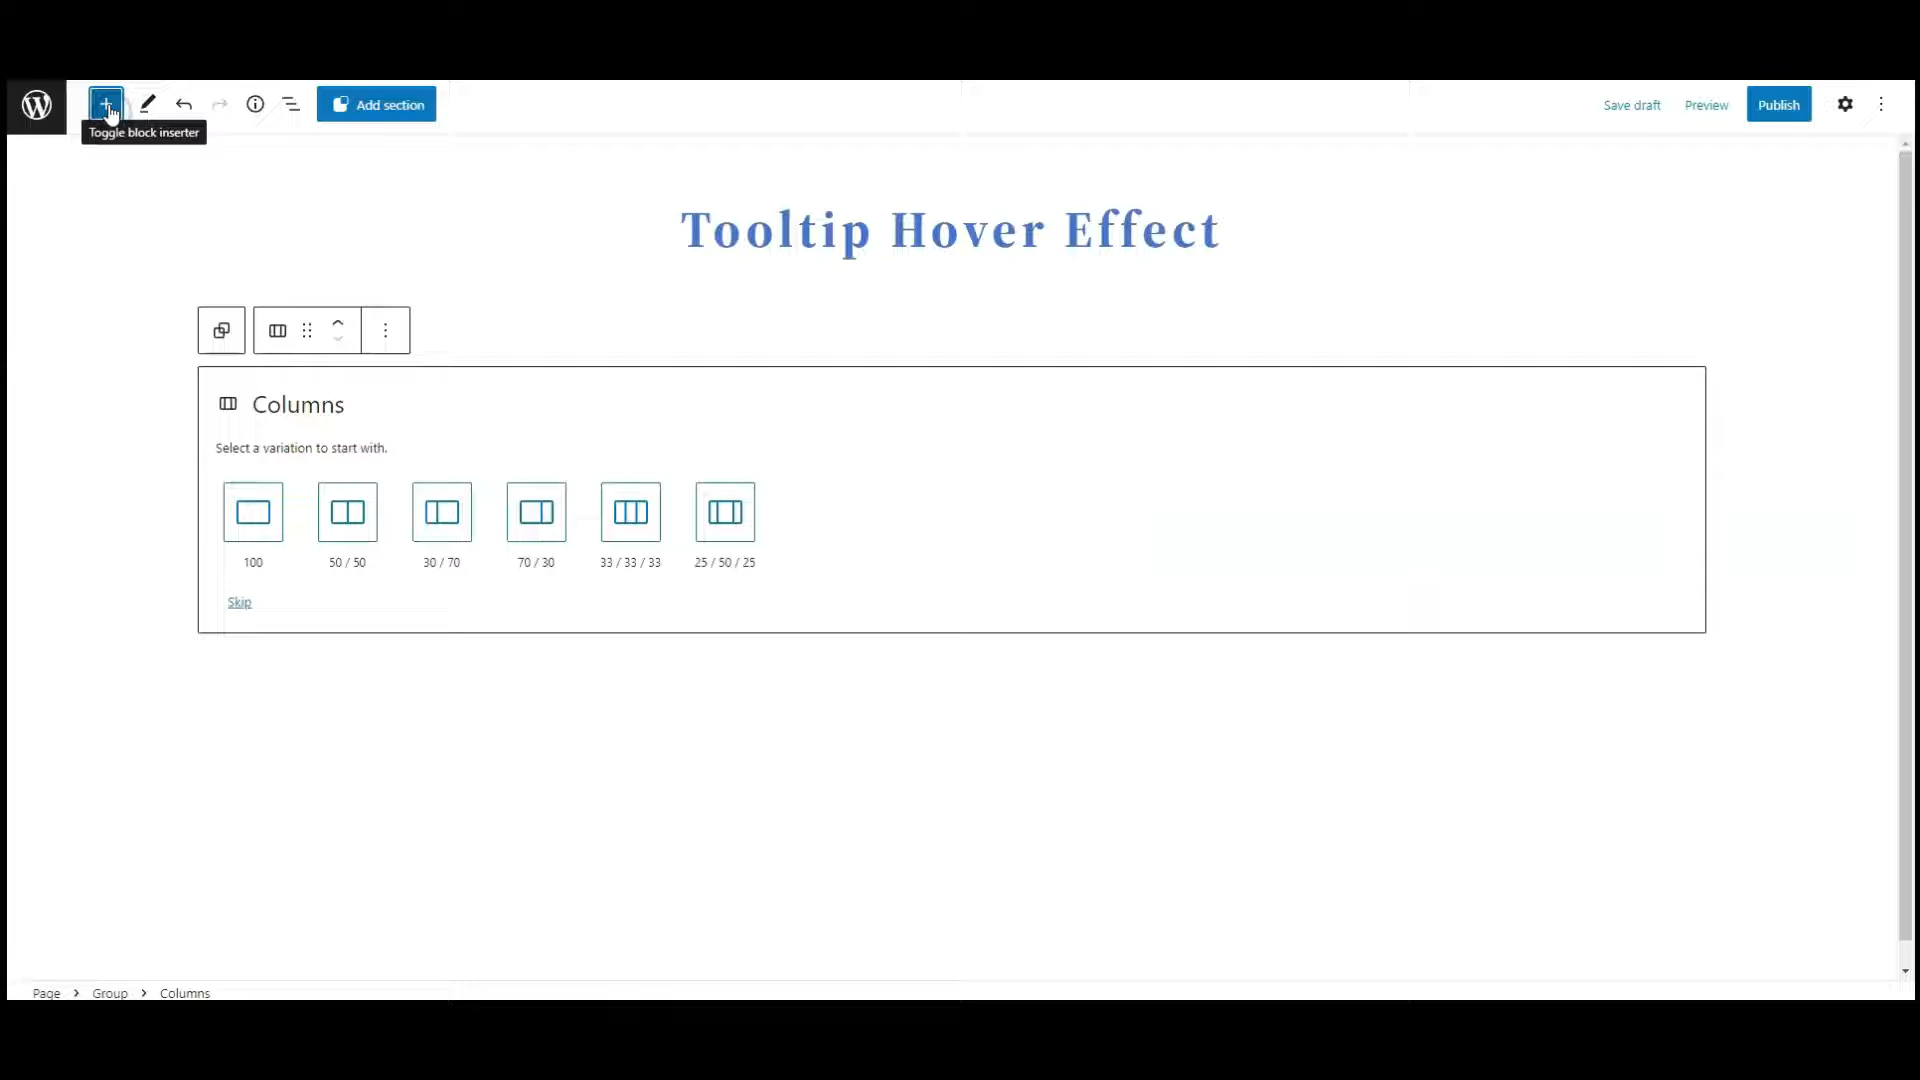 Add section
Save draft
Preview
Publish
Toggle block inserter
Tooltip Hover Effect
Columns
Select a variation to start with.
100
50 / 50
30 / 70
70 / 30
33 / 33 / 33
25 / 50 / 25
Skip
Page > Group > Columns